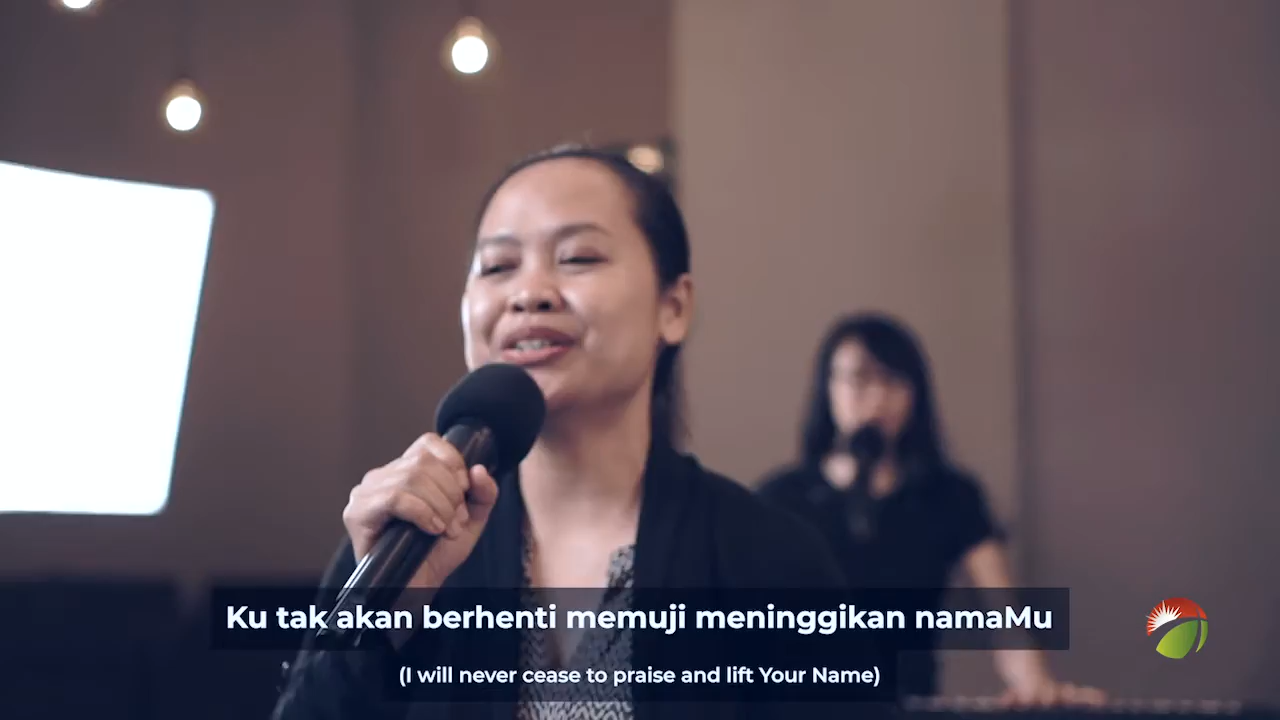 Ku tak akan berhenti memuji meninggikan namaMu
(I will never cease to praise and lift Your Name)